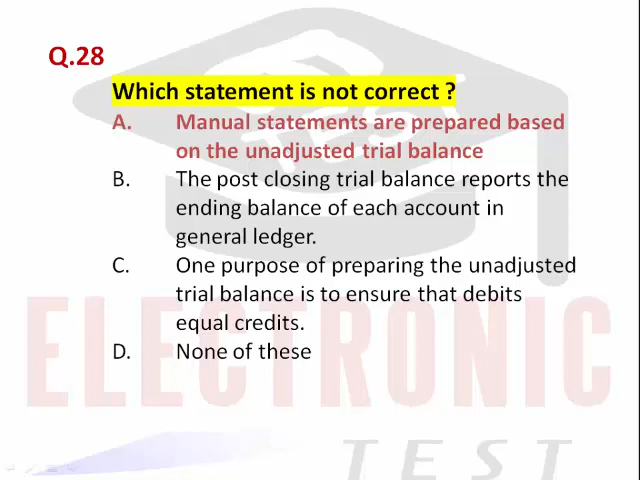 Q.28
Which statement is not correct ?
A. Manual statements are prepared based
on the unadjusted trial balance
B. The post closing trial balance reports the
ending balance of each account in
general ledger.
C. One purpose of preparing the unadjusted
trial balance is to ensure that debits
equal credits.
D. None of these
ELECTRONIC
TEST